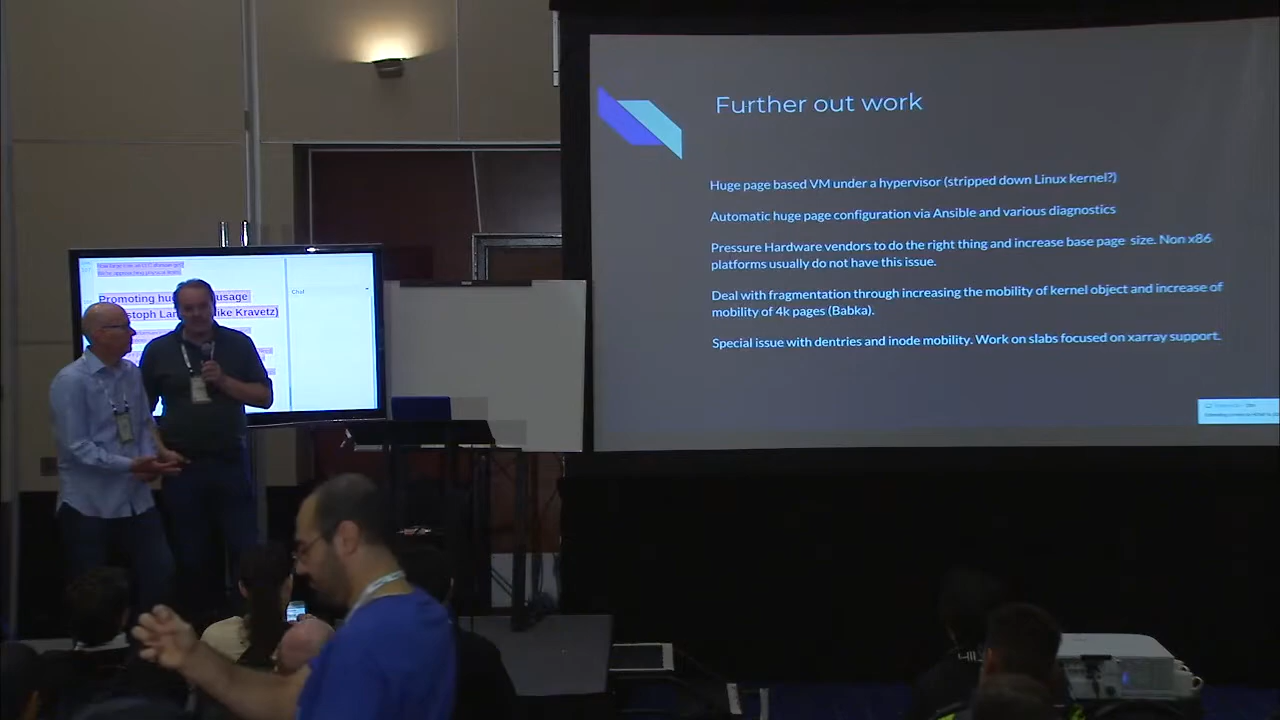 Further out work
Huge page based VM under a hypervisor (stripped down Linux kernel?)
Automatic huge page configuration via Ansible and various diagnostics
Pressure Hardware vendors to do the right thing and increase base page size. Non x86
platforms usually do not have this issue.
Deal with fragmentation through increasing the mobility of kernel object and increase of
mobility of 4k pages (Babka).
Special issue with dentries and inode mobility. Work on slabs focused on xarray support.
Promoting hu usage
stoph La ike Kravetz)
Chat